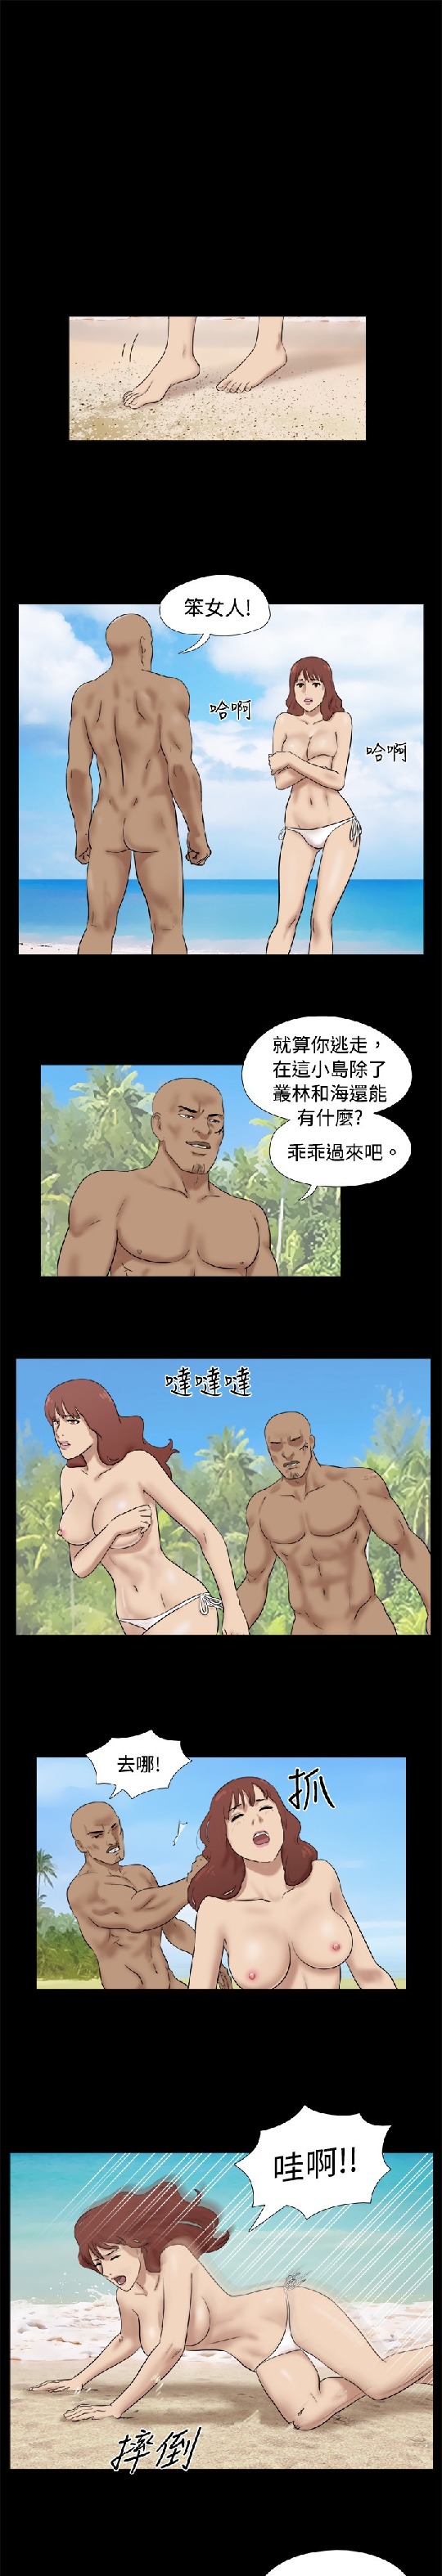 笨女人!
哈啊
哈啊
就算你逃走，
在這小島除了
叢林和海還能
有什麼?
乖乖過來吧。
噠噠噠
去哪!
抓
哇啊!!
摔倒